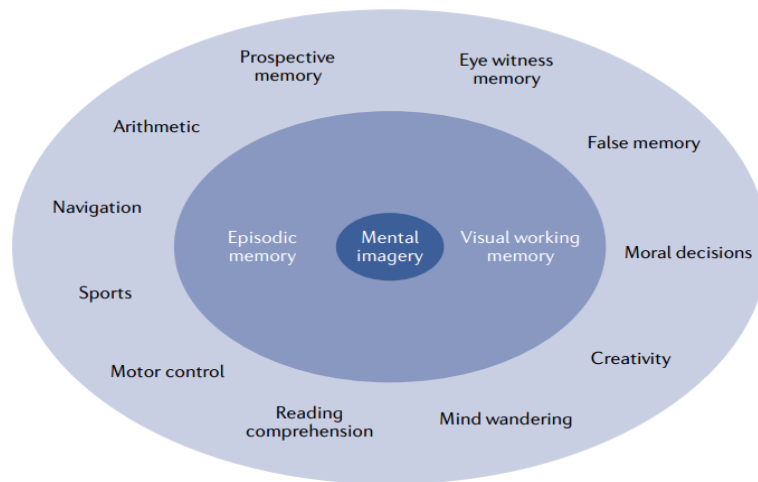 Prospective
memory
Eye witness
memory
Arithmetic
False memory
Navigation
Episodic
memory
Mental
imagery
Visual working
memory
Moral decisions
Sports
Creativity
Motor control
Reading
comprehension
Mind wandering